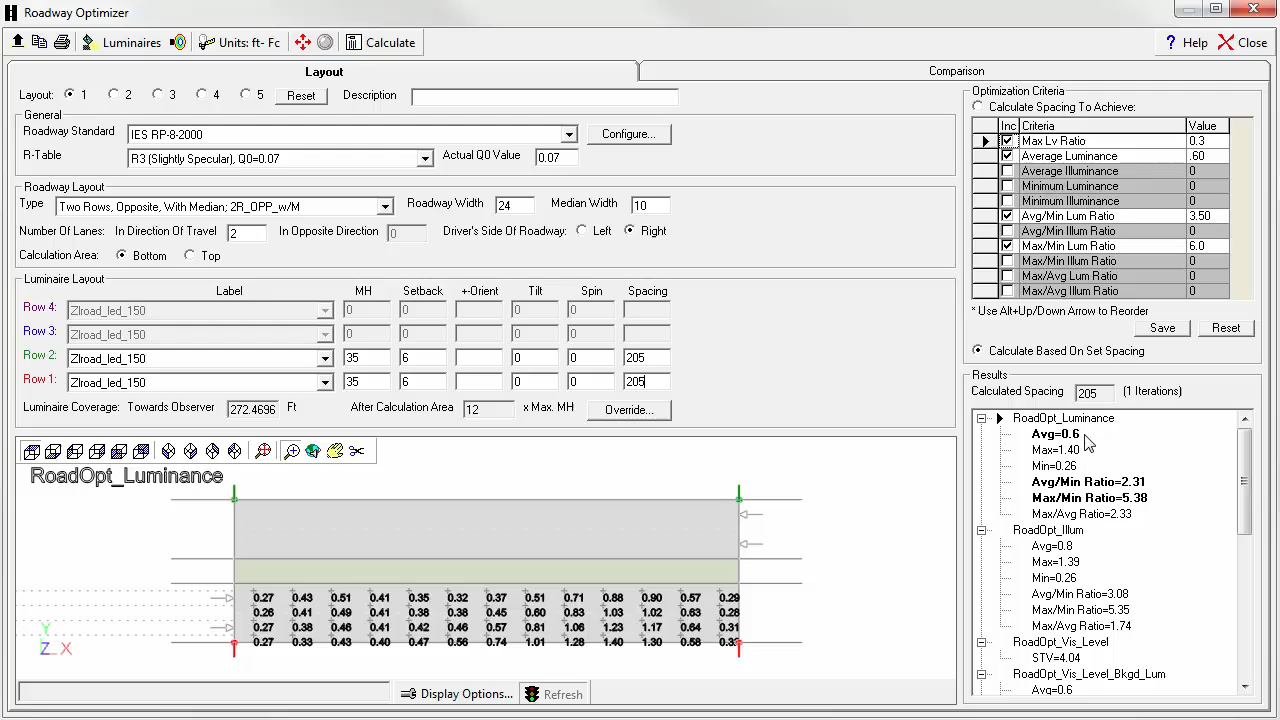 Roadway Optimizer
Luminaires Units: ft- Fc Calculate ? Help Close
Layout Comparison
Layout: 1 2 3 4 5 Reset Description
General
Roadway Standard IES RP-8-2000 Configure...
R-Table R3 (Slightly Specular), Q0=0.07 Actual Q0 Value 0.07
Roadway Layout
Type Two Rows, Opposite, With Median; 2R_OPP_w/M Roadway Width 24 Median Width 10
Number Of Lanes: In Direction Of Travel 2 In Opposite Direction 0 Driver's Side Of Roadway: Left Right
Calculation Area: Bottom Top
Luminaire Layout
Label MH Setback +-Orient Tilt Spin Spacing
Row 4: Zlroad_led_150 0 0 0 0
Row 3: Zlroad_led_150 0 0 0 0
Row 2: Zlroad_led_150 35 6 0 0 205
Row 1: Zlroad_led_150 35 6 0 0 205
Luminaire Coverage: Towards Observer 272.4696 Ft After Calculation Area 12 x Max. MH Override...
RoadOpt_Luminance
0.27 0.43 0.51 0.41 0.35 0.32 0.37 0.51 0.71 0.88 0.90 0.57 0.29
0.26 0.41 0.49 0.41 0.38 0.38 0.45 0.60 0.83 1.03 1.02 0.63 0.28
0.27 0.38 0.46 0.41 0.42 0.46 0.57 0.81 1.06 1.23 1.17 0.64 0.31
0.27 0.33 0.43 0.40 0.47 0.56 0.74 1.01 1.28 1.40 1.30 0.58
Y
Z X
Display Options... Refresh
Optimization Criteria
Calculate Spacing To Achieve:
Inc Criteria Value
Max Lv Ratio 0.3
Average Luminance .60
Average Illuminance 0
Minimum Luminance 0
Minimum Illuminance 0
Avg/Min Lum Ratio 3.50
Avg/Min Illum Ratio 0
Max/Min Lum Ratio 6.0
Max/Min Illum Ratio 0
Max/Avg Lum Ratio 0
Max/Avg Illum Ratio 0
* Use Alt+Up/Down Arrow to Reorder
Save Reset
Calculate Based On Set Spacing
Results
Calculated Spacing 205 (1 Iterations)
RoadOpt_Luminance
Avg=0.6
Max=1.40
Min=0.26
Avg/Min Ratio=2.31
Max/Min Ratio=5.38
Max/Avg Ratio=2.33
RoadOpt_Illum
Avg=0.8
Max=1.39
Min=0.26
Avg/Min Ratio=3.08
Max/Min Ratio=5.35
Max/Avg Ratio=1.74
RoadOpt_Vis_Level
STV=4.04
RoadOpt_Vis_Level_Bkgd_Lum
Avg=0.6